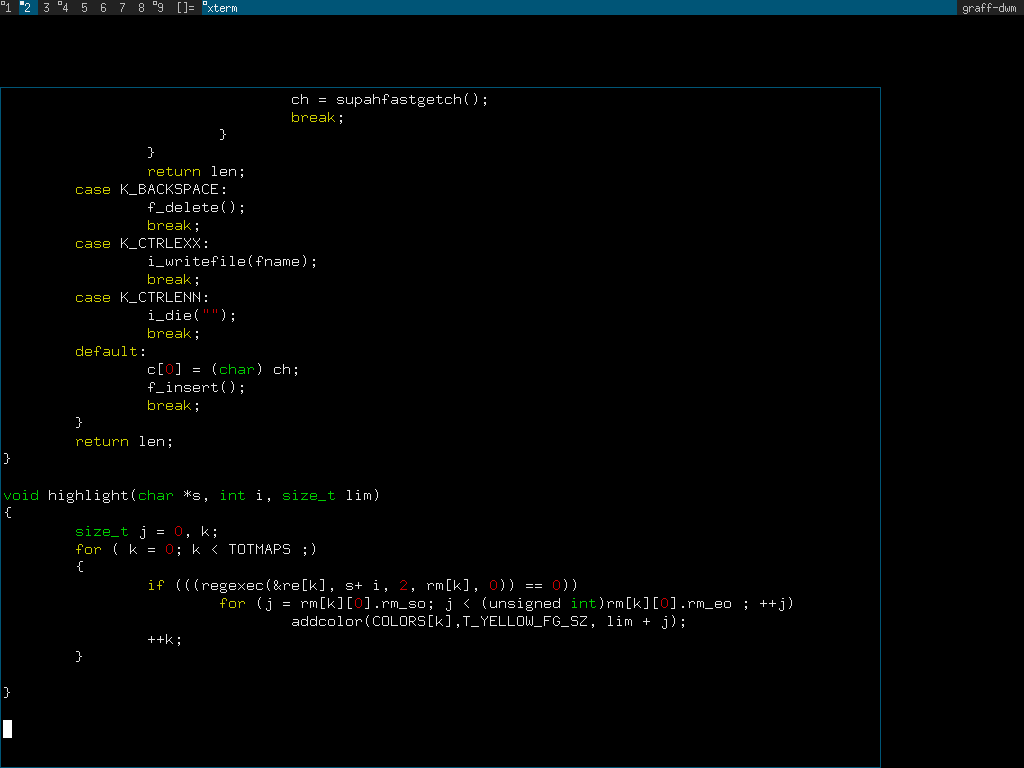 1 2 3 4 5 6 7 8 9 []= xterm graff-dwm
ch = supahfastgetch();
break;
}
}
return len;
case K_BACKSPACE:
f_delete();
break;
case K_CTRLEXX:
i_writefile(fname);
break;
case K_CTRLENN:
i_die("");
break;
default:
c[0] = (char) ch;
f_insert();
break;
}
return len;
}
void highlight(char *s, int i, size_t lim)
{
size_t j = 0, k;
for ( k = 0; k < TOTMAPS ;)
{
if (((regexec(&re[k], s+ i, 2, rm[k], 0)) == 0))
for (j = rm[k][0].rm_so; j < (unsigned int)rm[k][0].rm_eo ; ++j)
addcolor(COLORS[k],T_YELLOW_FG_SZ, lim + j);
++k;
}
}